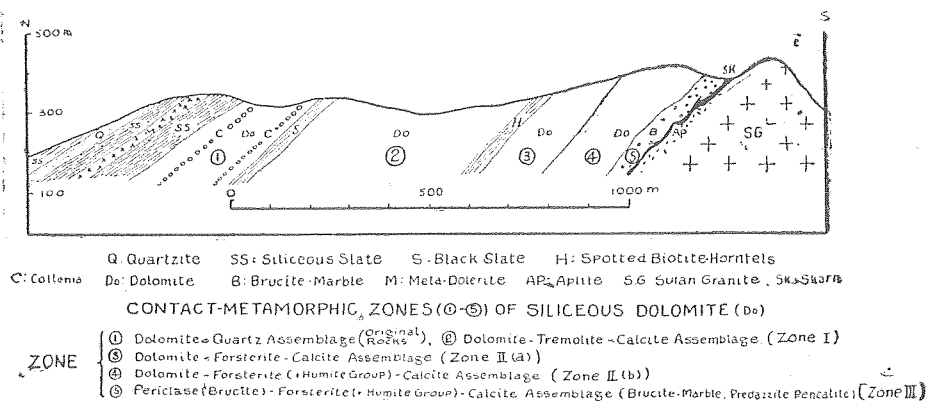 N
S
500 m
E
SK
300
Q SS M SS C Do C S Do H Do Do B AP SG
SS
① ② ③ ④ ⑤
100
0 500 1000 m
Q: Quartzite SS: Siliceous Slate S-Black Slate H: Spotted Biotite-Hornfels
C: Collenia Do: Dolomite B: Brucite-Marble M: Meta-Dolerite AP: Aplite S.G Suian Granite. Sk: Skarn
CONTACT-METAMORPHIC ZONES (①-⑤) OF SILICEOUS DOLOMITE (Do)
ZONE
① Dolomite-Quartz Assemblage (Original Rocks), ② Dolomite-Tremolite-Calcite Assemblage (Zone I)
③ Dolomite-Forsterite-Calcite Assemblage (Zone II(a))
④ Dolomite-Forsterite (+Humite Group)-Calcite Assemblage (Zone II(b))
⑤ Periclase (Brucite)-Forsterite (+Humite Group)-Calcite Assemblage (Brucite-Marble, Predazzite Pencatite) (Zone III)